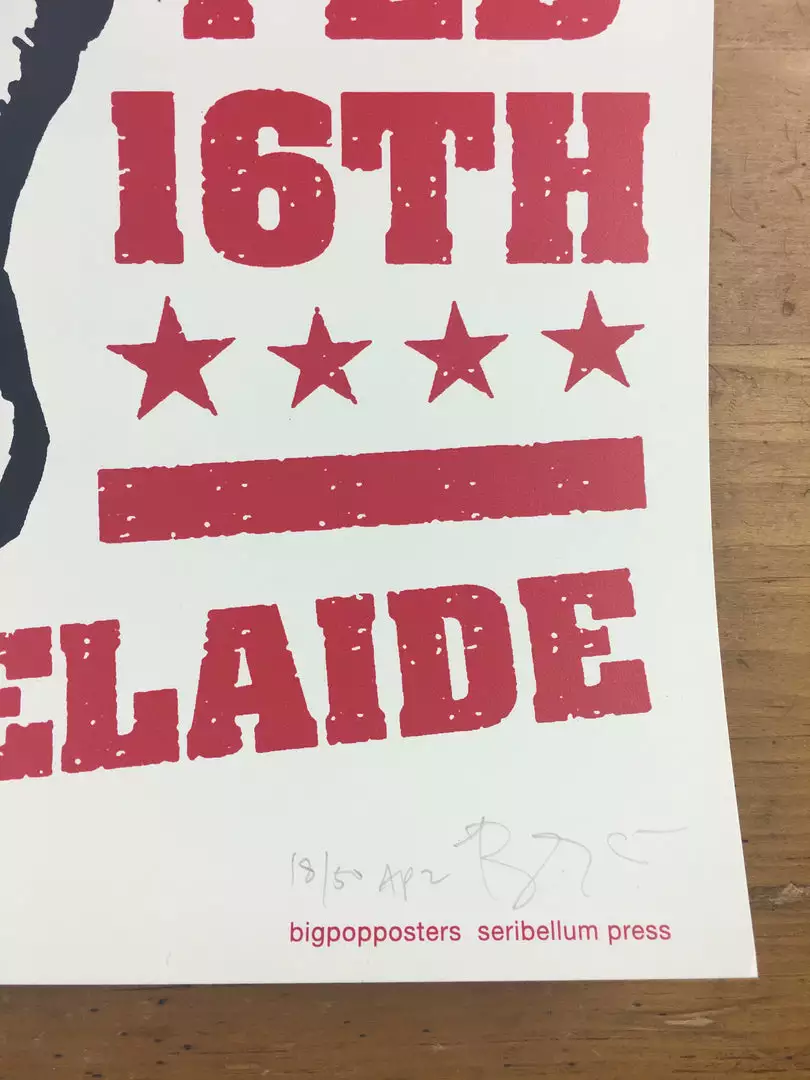 16TH
ELAIDE
18/50 AP2
bigpopposters seribellum press